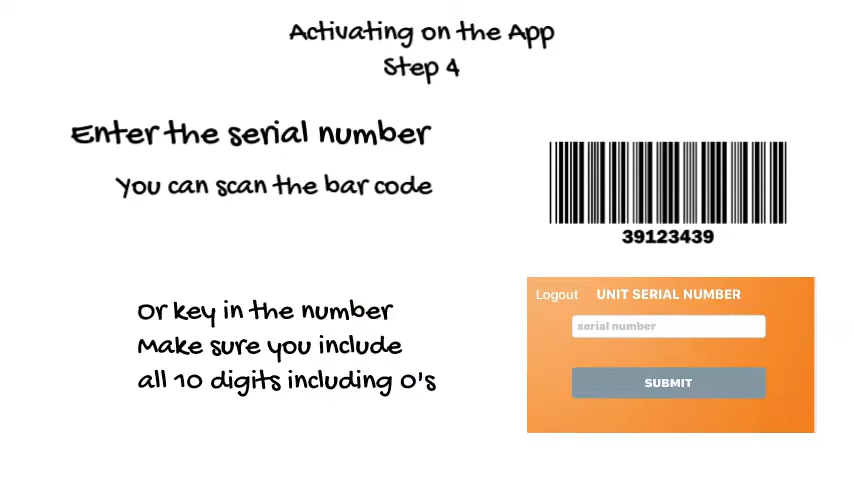 Activating on the App
Step 4
Enter the serial number
You can scan the bar code
39123439
Or key in the number
Make sure you include
all 10 digits including 0's
Logout UNIT SERIAL NUMBER
serial number
SUBMIT